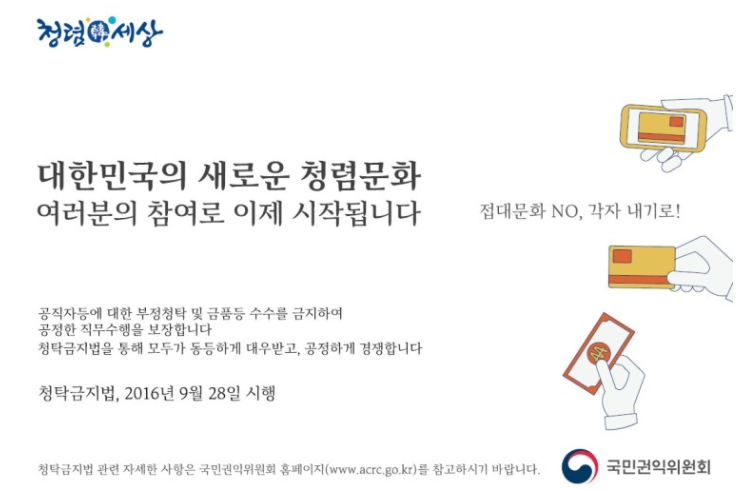 청렴韓세상
대한민국의 새로운 청렴문화
여러분의 참여로 이제 시작됩니다
접대문화 NO, 각자 내기로!
공직자등에 대한 부정청탁 및 금품등 수수를 금지하여
공정한 직무수행을 보장합니다
청탁금지법을 통해 모두가 동등하게 대우받고, 공정하게 경쟁합니다
청탁금지법, 2016년 9월 28일 시행
청탁금지법 관련 자세한 사항은 국민권익위원회 홈페이지(www.acrc.go.kr)를 참고하시기 바랍니다.
국민권익위원회